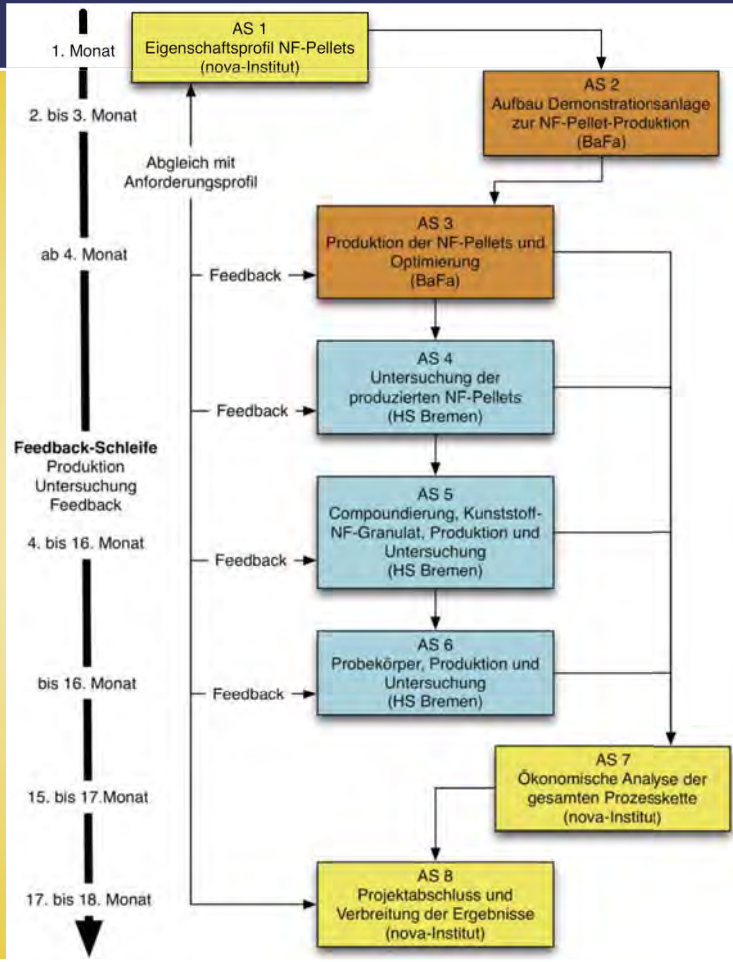 AS 1
Eigenschaftsprofil NF-Pellets
(nova-Institut)
1. Monat
AS 2
Aufbau Demonstrationsanlage
zur NF-Pellet-Produktion
(BaFa)
2. bis 3. Monat
Abgleich mit
Anforderungsprofil
AS 3
Produktion der NF-Pellets und
Optimierung
(BaFa)
ab 4. Monat
Feedback
AS 4
Untersuchung der
produzierten NF-Pellets
(HS Bremen)
Feedback
Feedback-Schleife
Produktion
Untersuchung
Feedback
4. bis 16. Monat
AS 5
Compoundierung, Kunststoff-
NF-Granulat, Produktion und
Untersuchung
(HS Bremen)
Feedback
AS 6
Probekörper, Produktion und
Untersuchung
(HS Bremen)
bis 16. Monat
Feedback
AS 7
Ökonomische Analyse der
gesamten Prozesskette
(nova-Institut)
15. bis 17.Monat
AS 8
Projektabschluss und
Verbreitung der Ergebnisse
(nova-Institut)
17. bis 18. Monat